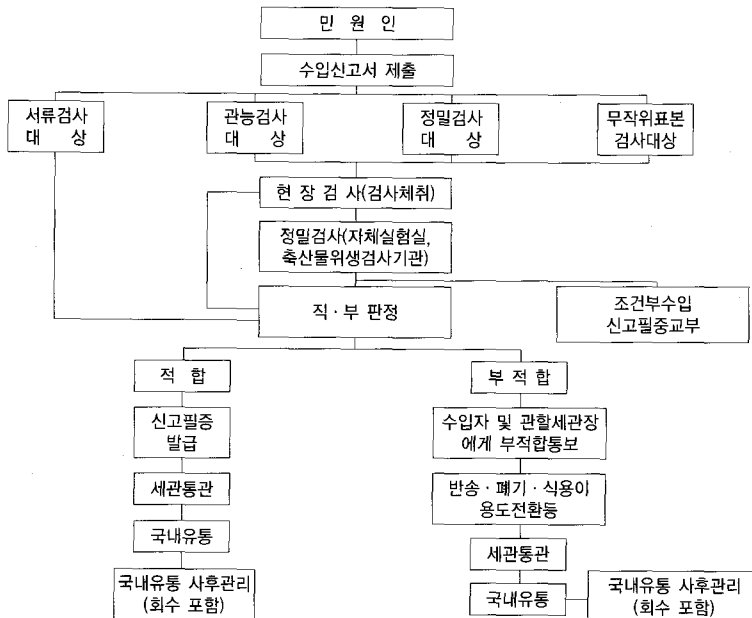 민 원 인
수입신고서 제출
서류검사
대 상
관능검사
대 상
정밀검사
대 상
무작위표본
검사대상
현 장 검 사(검사체취)
정밀검사(자체실험실,
축산물위생검사기관)
직·부 판정
조건부수입
신고필중교부
적 합
부 적 합
신고필증
발급
수입자 및 관할세관장
에게 부적합통보
세관통관
반송·폐기·식용이
용도전환등
국내유통
세관통관
국내유통 사후관리
(회수 포함)
국내유통
국내유통 사후관리
(회수 포함)